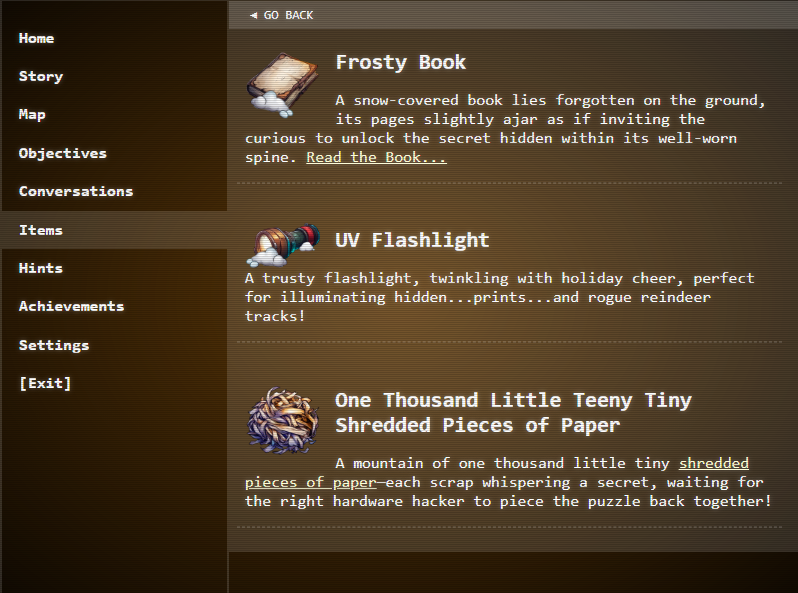 ◄ GO BACK
Home
Story
Map
Objectives
Conversations
Items
Hints
Achievements
Settings
[Exit]
Frosty Book
A snow-covered book lies forgotten on the ground,
its pages slightly ajar as if inviting the
curious to unlock the secret hidden within its well-worn
spine. Read the Book...
UV Flashlight
A trusty flashlight, twinkling with holiday cheer, perfect
for illuminating hidden...prints...and rogue reindeer
tracks!
One Thousand Little Teeny Tiny
Shredded Pieces of Paper
A mountain of one thousand little tiny shredded
pieces of paper—each scrap whispering a secret, waiting for
the right hardware hacker to piece the puzzle back together!